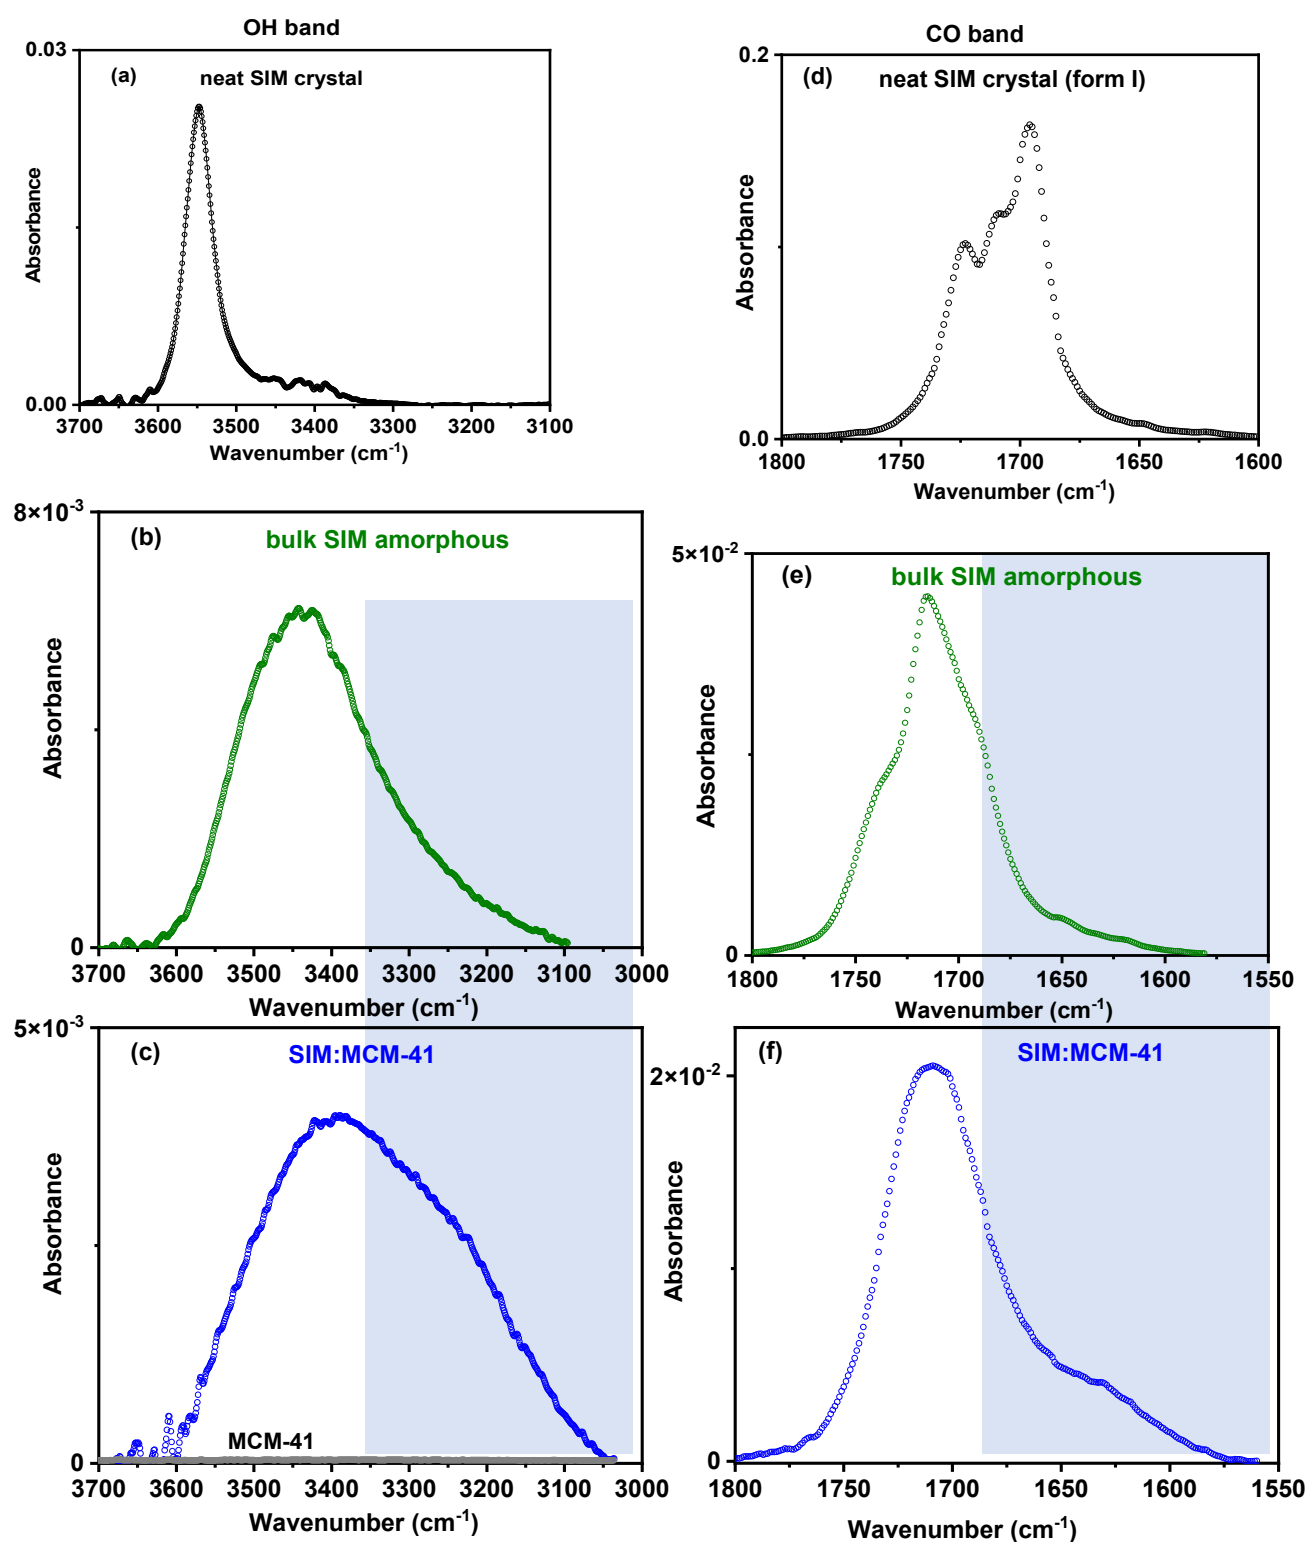 OH band
0.03
(a) neat SIM crystal
Absorbance
0.00
3700 3600 3500 3400 3300 3200 3100
Wavenumber (cm⁻¹)
CO band
0.2
(d) neat SIM crystal (form I)
Absorbance
0.0
1800 1750 1700 1650 1600
Wavenumber (cm⁻¹)
8×10⁻³
(b) bulk SIM amorphous
Absorbance
0
3700 3600 3500 3400 3300 3200 3100 3000
Wavenumber (cm⁻¹)
5×10⁻²
(e) bulk SIM amorphous
Absorbance
0
1800 1750 1700 1650 1600 1550
Wavenumber (cm⁻¹)
5×10⁻³
(c) SIM:MCM-41
Absorbance
MCM-41
0
3700 3600 3500 3400 3300 3200 3100 3000
Wavenumber (cm⁻¹)
(f) SIM:MCM-41
2×10⁻²
Absorbance
0
1800 1750 1700 1650 1600 1550
Wavenumber (cm⁻¹)